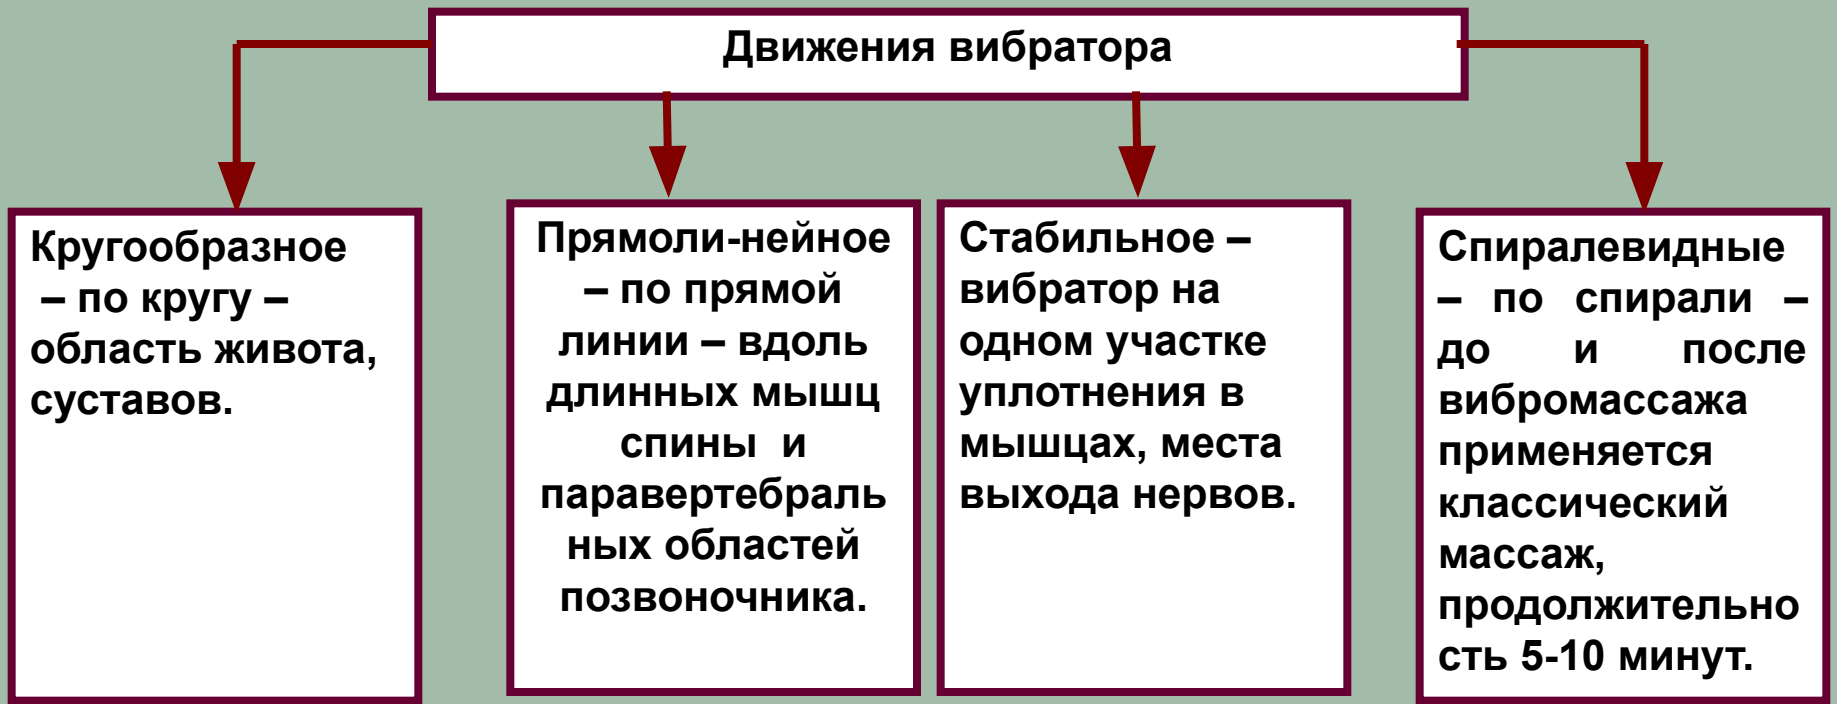 Движения вибратора
Кругообразное
– по кругу –
область живота,
суставов.
Прямоли-нейное
– по прямой
линии – вдоль
длинных мышц
спины и
паравертебраль
ных областей
позвоночника.
Стабильное –
вибратор на
одном участке
уплотнения в
мышцах, места
выхода нервов.
Спиралевидные
– по спирали –
до и после
вибромассажа
применяется
классический
массаж,
продолжительно
сть 5-10 минут.